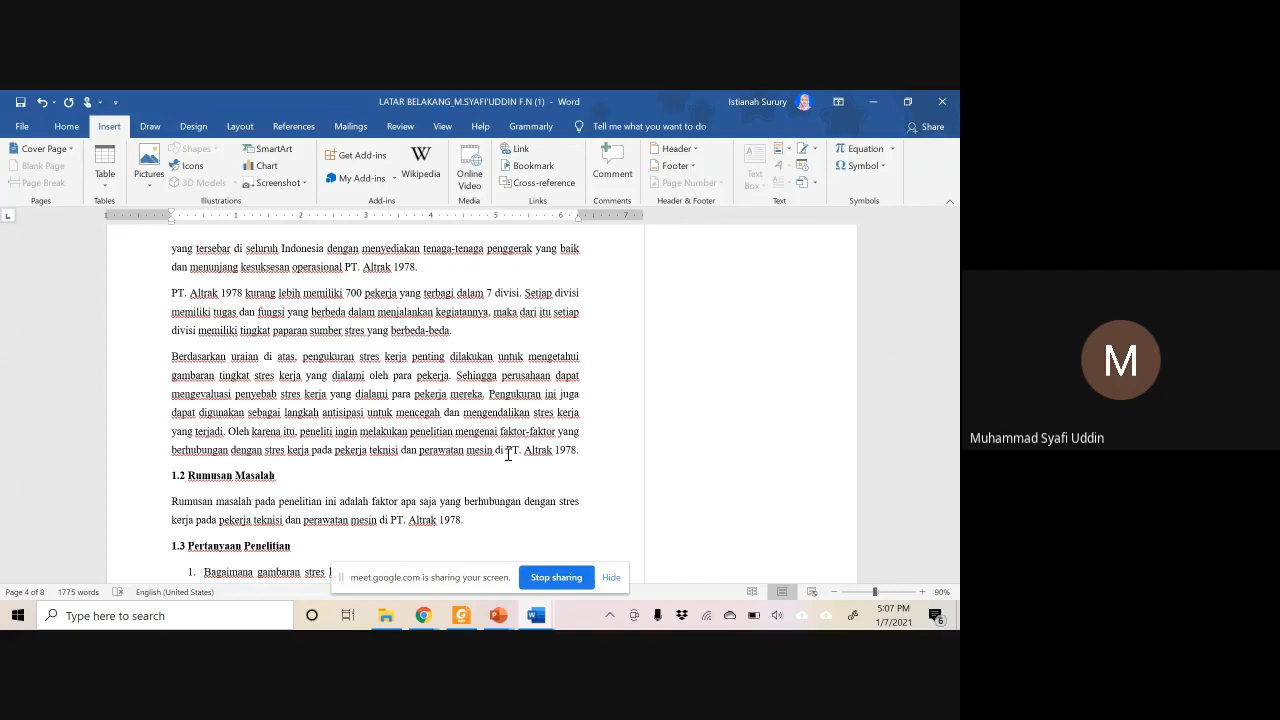 LATAR BELAKANG_M.SYAFI'UDDIN F.N (1) - Word
Istianah Surury
File Home Insert Draw Design Layout References Mailings Review View Help Grammarly Tell me what you want to do Share
Cover Page
Blank Page
Page Break
Pages
Table
Tables
Pictures
Shapes
Icons
3D Models
SmartArt
Chart
Screenshot
Illustrations
Get Add-ins
My Add-ins
Wikipedia
Add-ins
Online Video
Media
Link
Bookmark
Cross-reference
Links
Comment
Comments
Header
Footer
Page Number
Header & Footer
Text Box
Text
Equation
Symbol
Symbols
1 1 2 3 4 5 6 7
yang tersebar di seluruh Indonesia dengan menyediakan tenaga-tenaga penggerak yang baik
dan menunjang kesuksesan operasional PT. Altrak 1978.
PT. Altrak 1978 kurang lebih memiliki 700 pekerja yang terbagi dalam 7 divisi. Setiap divisi
memiliki tugas dan fungsi yang berbeda dalam menjalankan kegiatannya, maka dari itu setiap
divisi memiliki tingkat paparan sumber stres yang berbeda-beda.
Berdasarkan uraian di atas, pengukuran stres kerja penting dilakukan untuk mengetahui
gambaran tingkat stres kerja yang dialami oleh para pekerja. Sehingga perusahaan dapat
mengevaluasi penyebab stres kerja yang dialami para pekerja mereka. Pengukuran ini juga
dapat digunakan sebagai langkah antisipasi untuk mencegah dan mengendalikan stres kerja
yang terjadi. Oleh karena itu, peneliti ingin melakukan penelitian mengenai faktor-faktor yang
berhubungan dengan stres kerja pada pekerja teknisi dan perawatan mesin di PT. Altrak 1978.
1.2 Rumusan Masalah
Rumusan masalah pada penelitian ini adalah faktor apa saja yang berhubungan dengan stres
kerja pada pekerja teknisi dan perawatan mesin di PT. Altrak 1978.
1.3 Pertanyaan Penelitian
1. Bagaimana gambaran stres
meet.google.com is sharing your screen. Stop sharing Hide
Page 4 of 8 1775 words English (United States) 90%
Type here to search
5:07 PM
1/7/2021
6
M
Muhammad Syafi Uddin